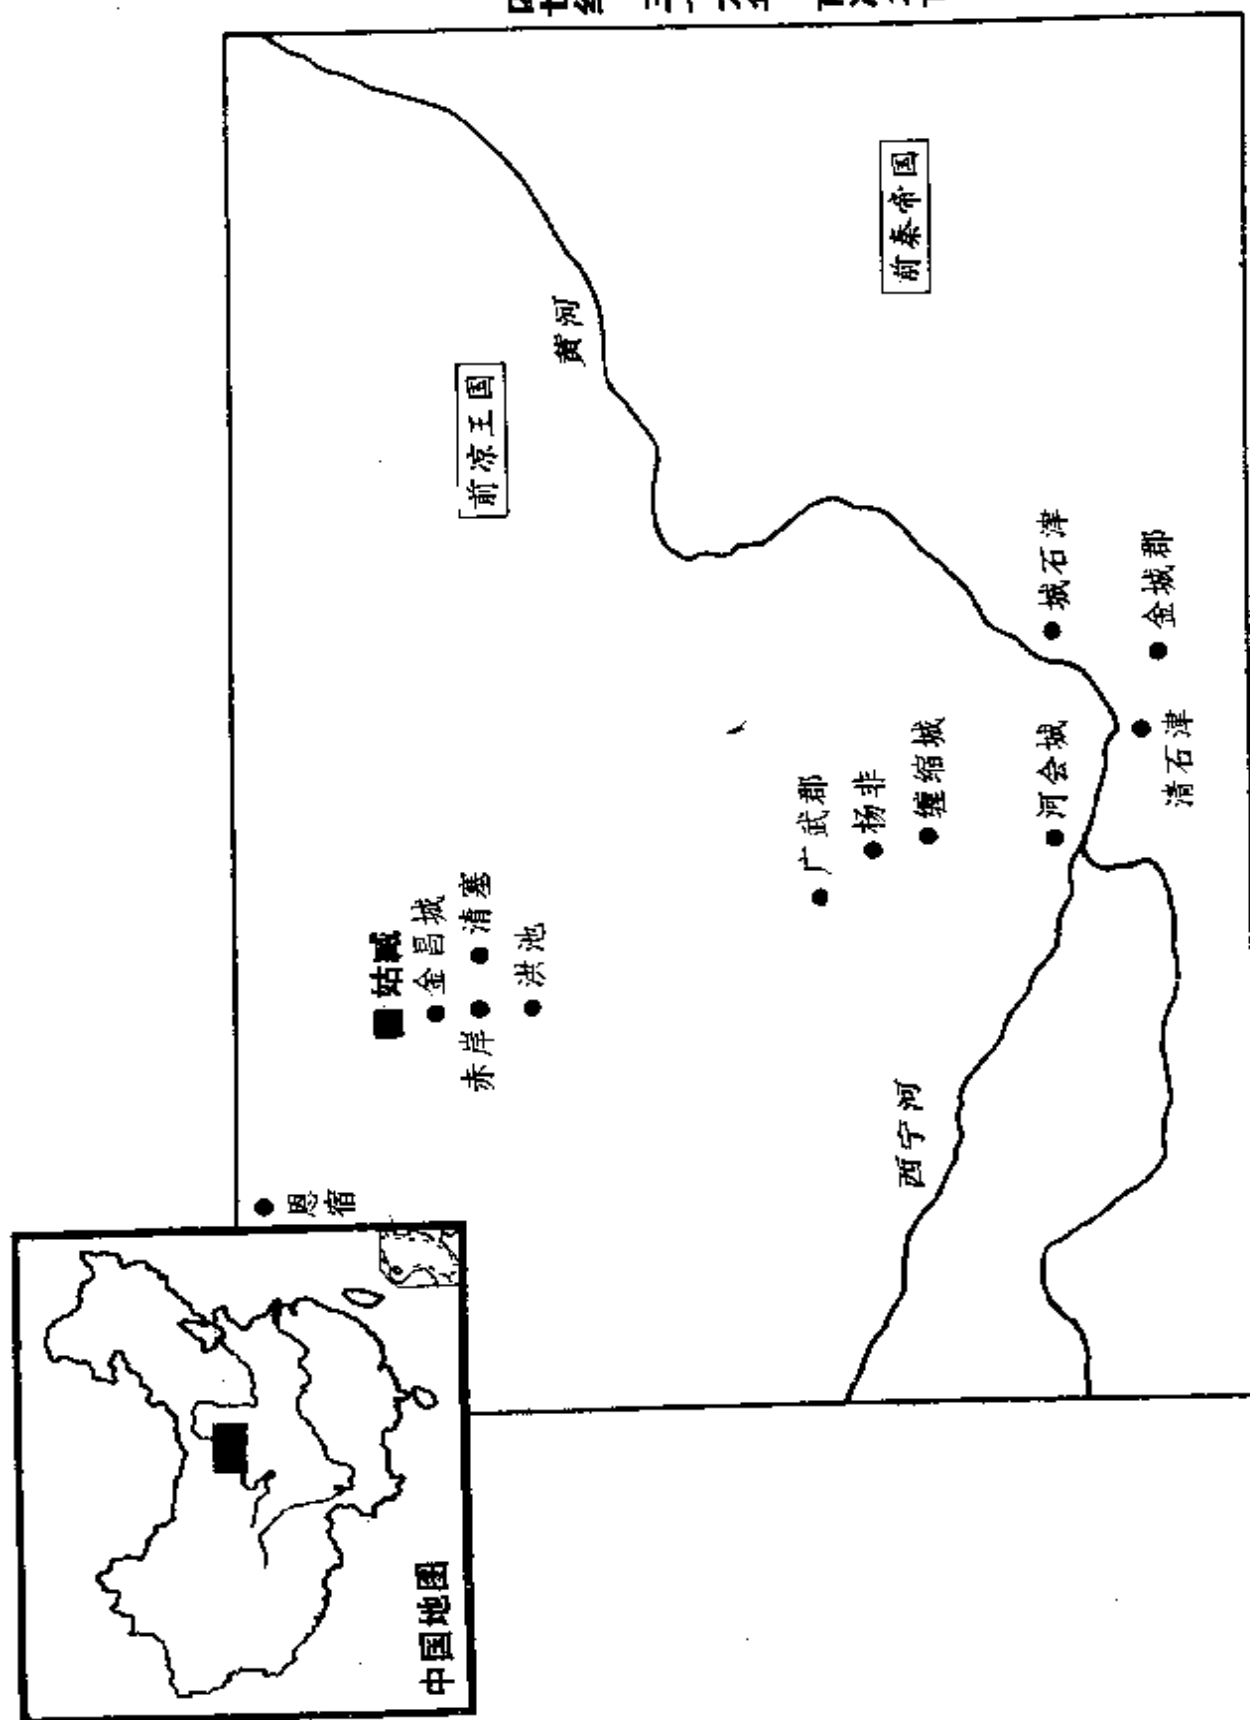 前凉王国
黄河
前秦帝国
恩宿
姑臧
金昌城
赤岸
清塞
洪池
广武郡
杨非
缠缩城
河会城
城石津
金城郡
清石津
西宁河
中国地图